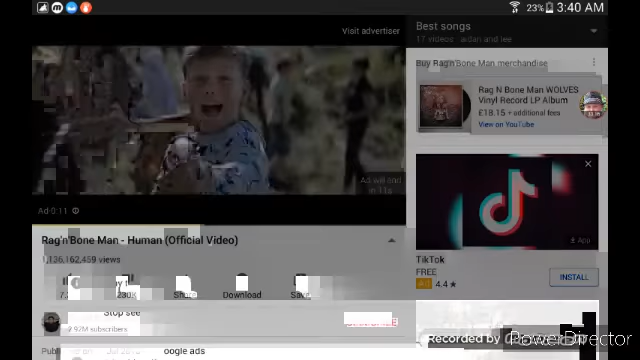 23% 3:40 AM
Visit advertiser
Best songs
17 videos · aidan and lee
Buy Rag'n'Bone Man merchandise
Rag N Bone Man WOLVES
Vinyl Record LP Album
£18.15 + additional fees
View on YouTube
Ad will end
in 11s
Ad·0:11
App
Rag'n'Bone Man - Human (Official Video)
1,136,162,459 views
TikTok
FREE
4.4
INSTALL
230K
Share
Download
Save
Stop see
7.92M subscribers
oogle ads
Recorded by
PowerDirector